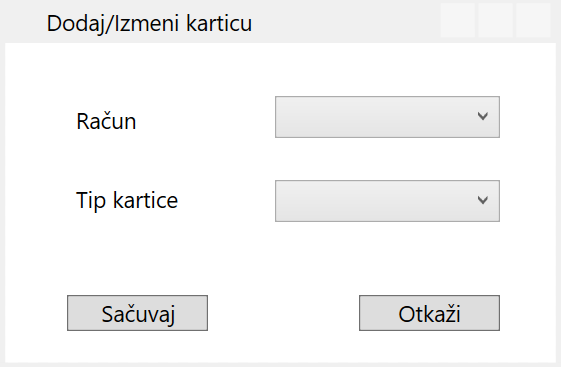 Dodaj/Izmeni karticu
Račun
Tip kartice
Sačuvaj
Otkaži